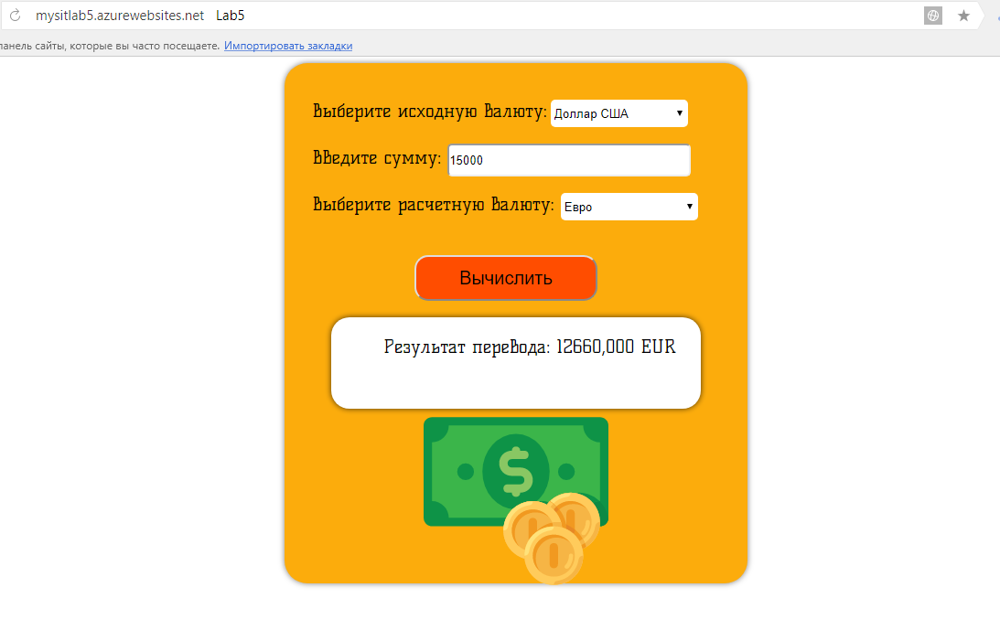 mysitlab5.azurewebsites.net Lab5
панель сайты, которые вы часто посещаете. Импортировать закладки
Выберите исходную валюту: Доллар США
Введите сумму: 15000
Выберите расчетную валюту: Евро
Вычислить
Результат перевода: 12660,000 EUR
$